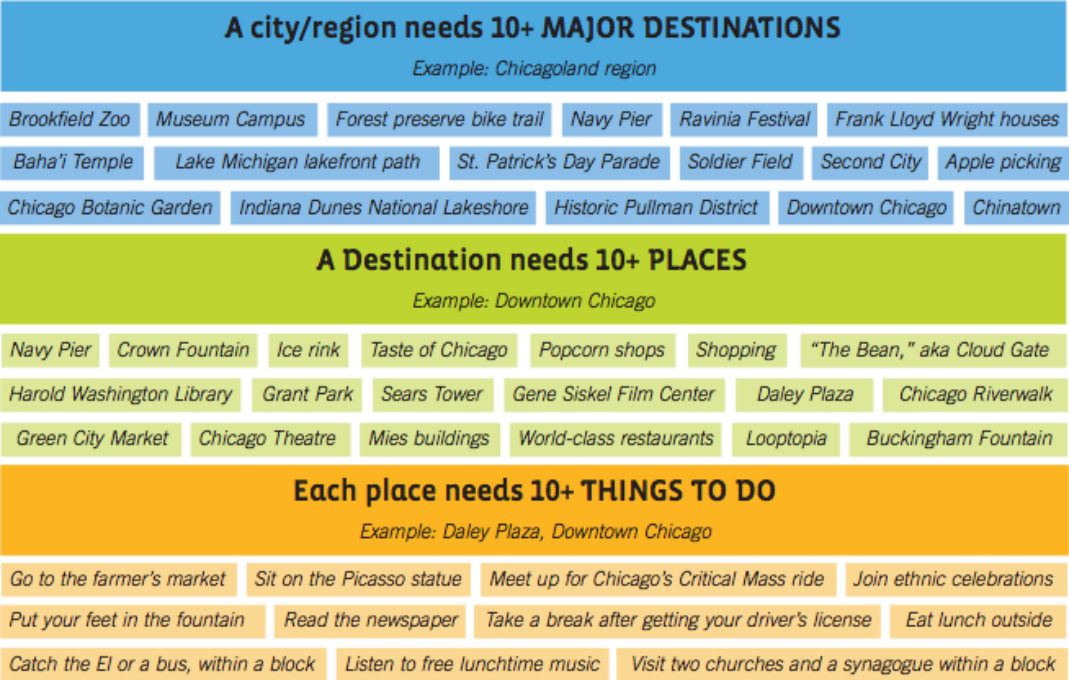 A city/region needs 10+ MAJOR DESTINATIONS
Example: Chicagoland region
Brookfield Zoo Museum Campus Forest preserve bike trail Navy Pier Ravinia Festival Frank Lloyd Wright houses
Baha'i Temple Lake Michigan lakefront path St. Patrick's Day Parade Soldier Field Second City Apple picking
Chicago Botanic Garden Indiana Dunes National Lakeshore Historic Pullman District Downtown Chicago Chinatown
A Destination needs 10+ PLACES
Example: Downtown Chicago
Navy Pier Crown Fountain Ice rink Taste of Chicago Popcorn shops Shopping “The Bean,” aka Cloud Gate
Harold Washington Library Grant Park Sears Tower Gene Siskel Film Center Daley Plaza Chicago Riverwalk
Green City Market Chicago Theatre Mies buildings World-class restaurants Looptopia Buckingham Fountain
Each place needs 10+ THINGS TO DO
Example: Daley Plaza, Downtown Chicago
Go to the farmer's market Sit on the Picasso statue Meet up for Chicago's Critical Mass ride Join ethnic celebrations
Put your feet in the fountain Read the newspaper Take a break after getting your driver's license Eat lunch outside
Catch the El or a bus, within a block Listen to free lunchtime music Visit two churches and a synagogue within a block